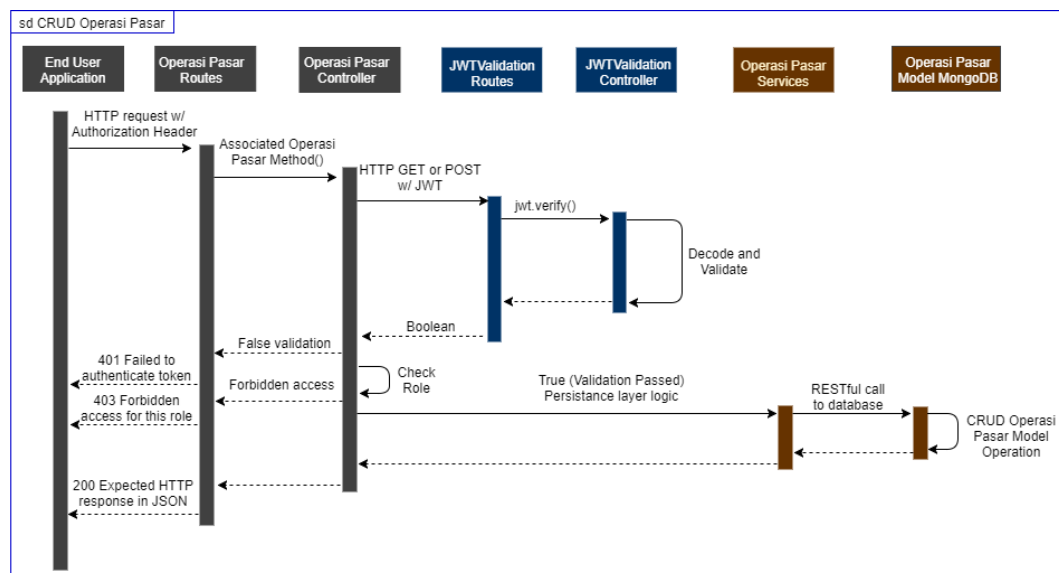 sd CRUD Operasi Pasar
End User
Application
Operasi Pasar
Routes
Operasi Pasar
Controller
JWTValidation
Routes
JWTValidation
Controller
Operasi Pasar
Services
Operasi Pasar
Model MongoDB
HTTP request w/
Authorization Header
Associated Operasi
Pasar Method()
HTTP GET or POST
w/ JWT
jwt.verify()
Decode and
Validate
Boolean
False validation
401 Failed to
authenticate token
Check
Role
Forbidden access
403 Forbidden
access for this role
True (Validation Passed)
Persistance layer logic
RESTful call
to database
CRUD Operasi
Pasar Model
Operation
200 Expected HTTP
response in JSON